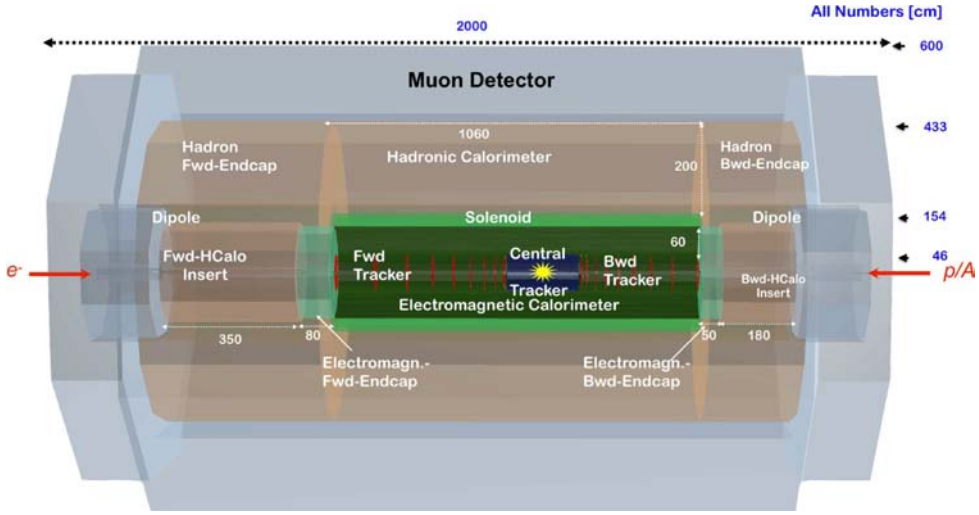 All Numbers [cm]
2000
600
Muon Detector
433
1060
Hadron
Fwd-Endcap
Hadronic Calorimeter
Hadron
Bwd-Endcap
200
Dipole
Solenoid
Dipole
154
60
46
e-
Fwd-HCalo
Insert
Fwd
Tracker
Central
Tracker
Bwd
Tracker
Bwd-HCalo
Insert
p/A
Electromagnetic Calorimeter
350
80
50
180
Electromagn.-
Fwd-Endcap
Electromagn.-
Bwd-Endcap